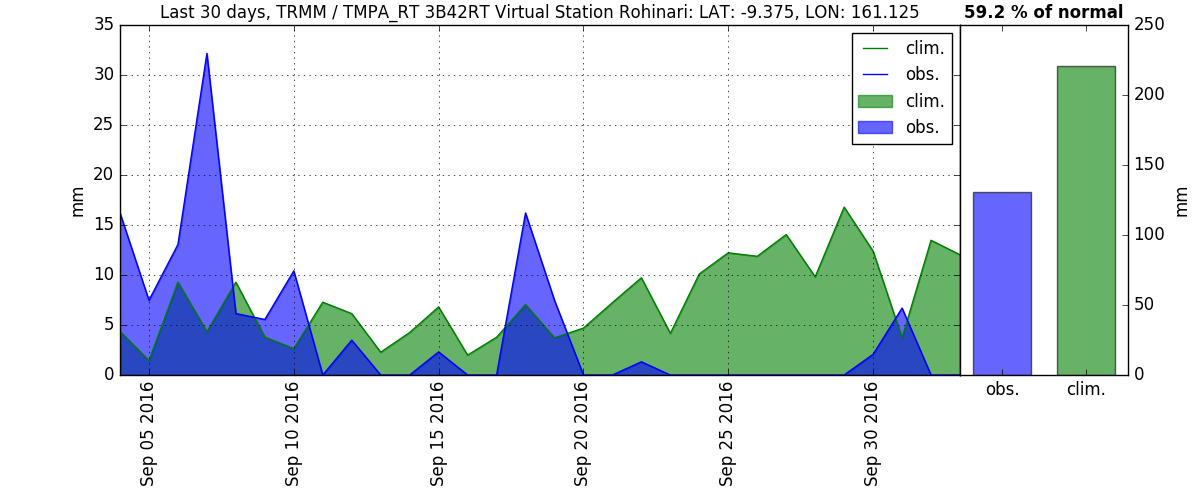 Last 30 days, TRMM / TMPA_RT 3B42RT Virtual Station Rohinari: LAT: -9.375, LON: 161.125
59.2 % of normal
35
30
25
20
15
10
5
0
mm
clim.
obs.
clim.
obs.
250
200
150
100
50
0
mm
obs.
clim.
Sep 05 2016
Sep 10 2016
Sep 15 2016
Sep 20 2016
Sep 25 2016
Sep 30 2016